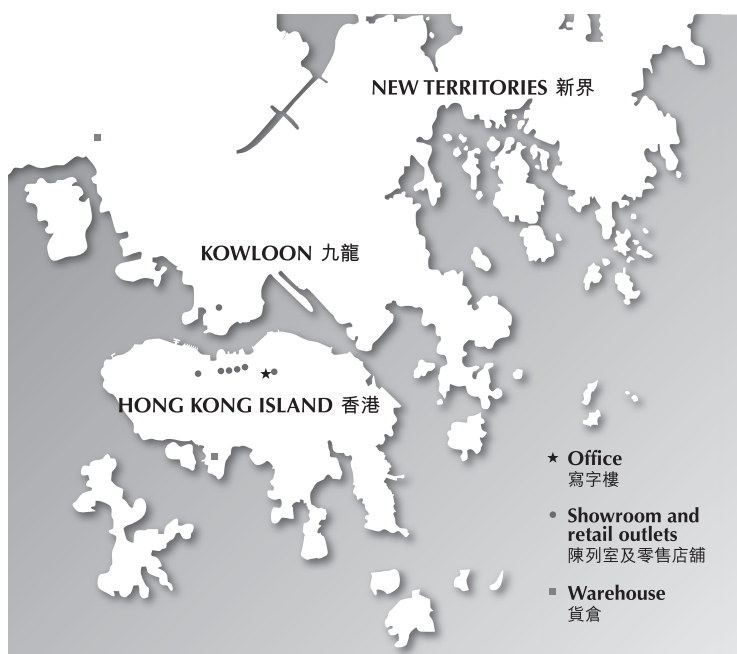 NEW TERRITORIES 新界
KOWLOON 九龍
HONG KONG ISLAND 香港
Office
寫字樓
Showroom and
retail outlets
陳列室及零售店舖
Warehouse
貨倉